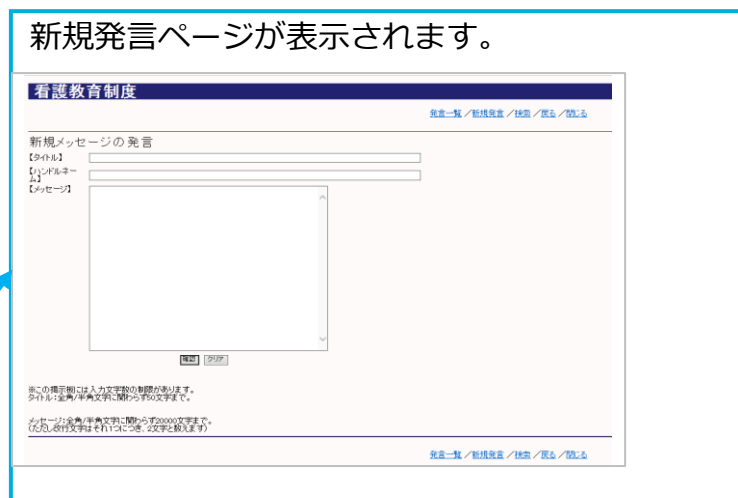 新規発言ページが表示されます。
看護教育制度
発言一覧／新規発言／検索／戻る／閉じる
新規メッセージの発言
【タイトル】
【ハンドルネー
ム】
【メッセージ】
確認 クリア
※この掲示板には入力文字数の制限があります。
タイトル：全角/半角文字に関わらず50文字まで。
メッセージ：全角/半角文字に関わらず20000文字まで。
（ただし改行文字はそれ1つにつき、2文字と数えます）
発言一覧／新規発言／検索／戻る／閉じる